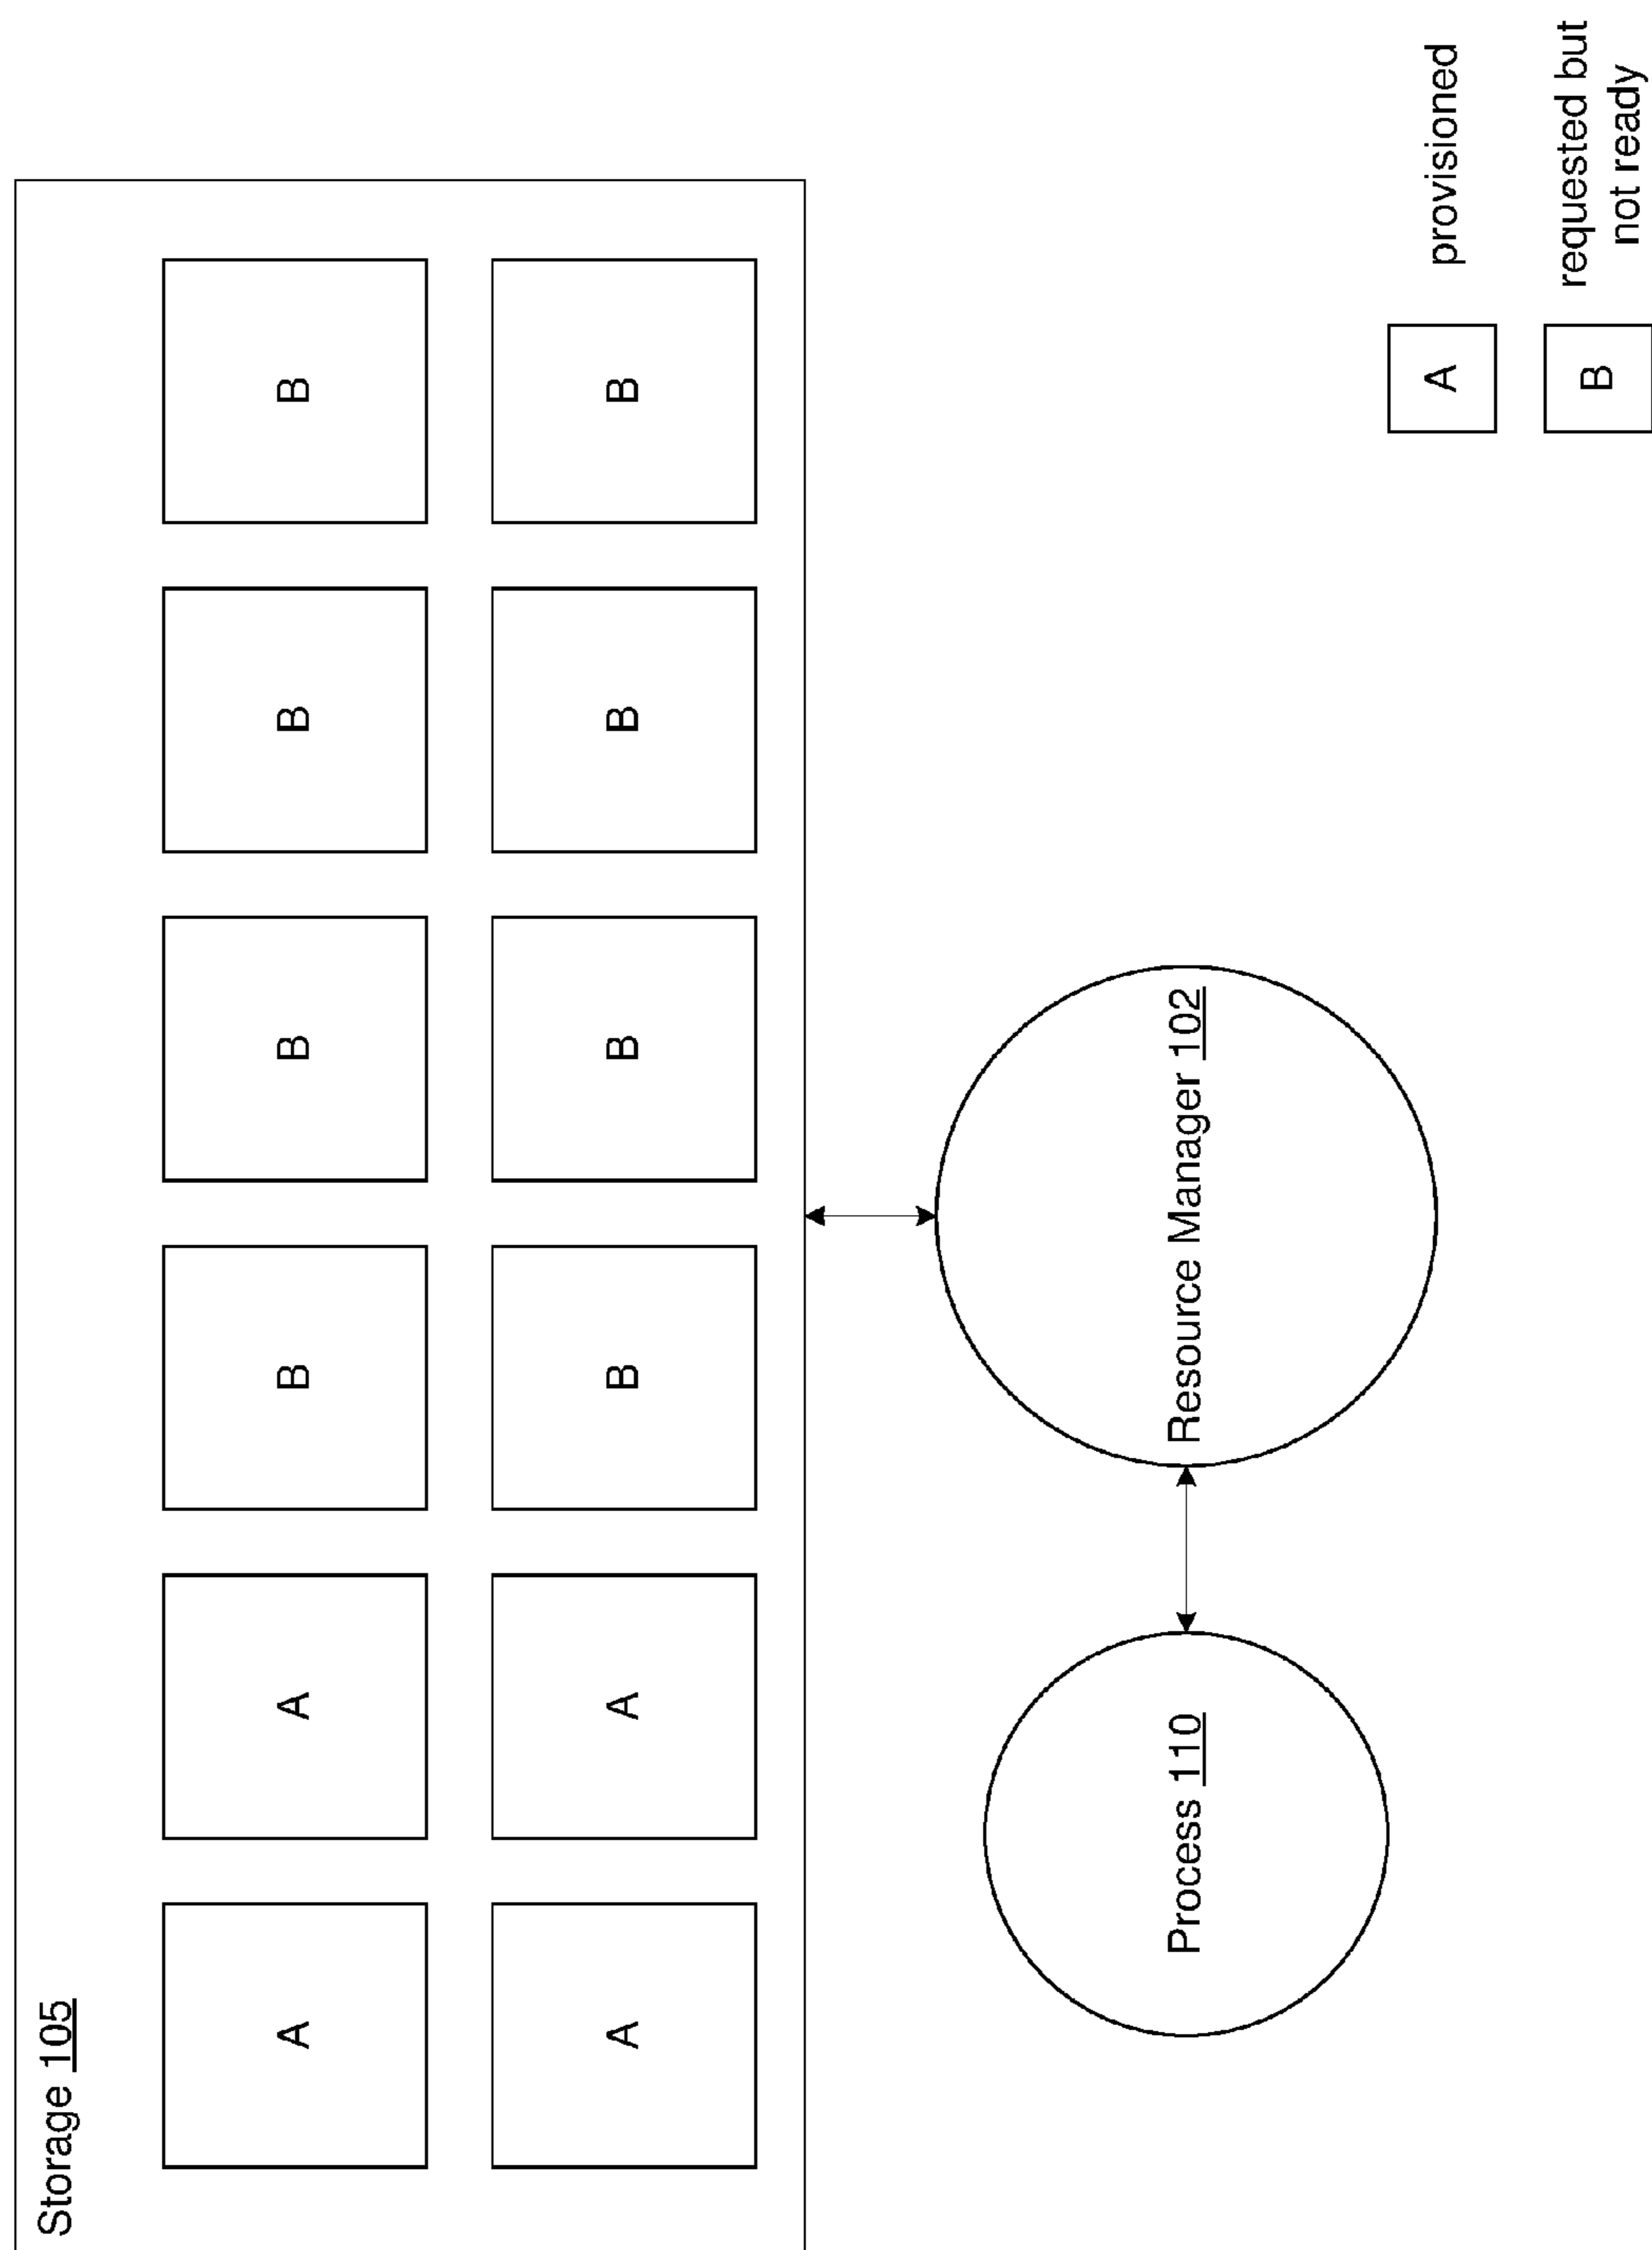 Storage 105
A
A
B
B
B
B
A
A
B
B
B
B
Process 110
Resource Manager 102
A
provisioned
B
requested but
not ready